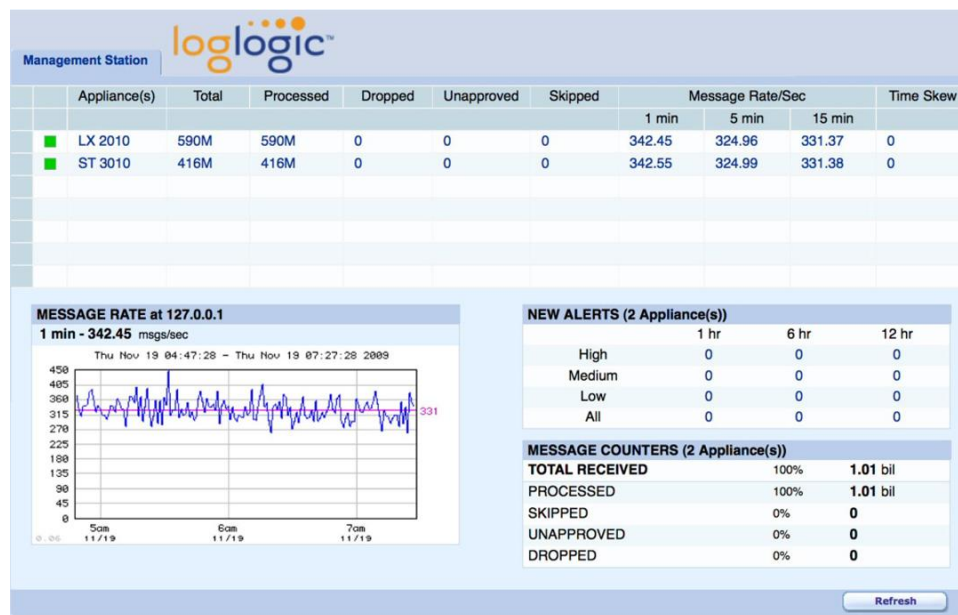 loglogic™
Management Station
Appliance(s) Total Processed Dropped Unapproved Skipped Message Rate/Sec Time Skew
1 min 5 min 15 min
LX 2010 590M 590M 0 0 0 342.45 324.96 331.37 0
ST 3010 416M 416M 0 0 0 342.55 324.99 331.38 0
MESSAGE RATE at 127.0.0.1
1 min - 342.45 msgs/sec
Thu Nov 19 04:47:28 - Thu Nov 19 07:27:28 2009
450
405
360
315
331
270
225
180
135
90
45
0
5am 6am 7am
0.06 11/19 11/19 11/19
NEW ALERTS (2 Appliance(s))
1 hr 6 hr 12 hr
High 0 0 0
Medium 0 0 0
Low 0 0 0
All 0 0 0
MESSAGE COUNTERS (2 Appliance(s))
TOTAL RECEIVED 100% 1.01 bil
PROCESSED 100% 1.01 bil
SKIPPED 0% 0
UNAPPROVED 0% 0
DROPPED 0% 0
Refresh